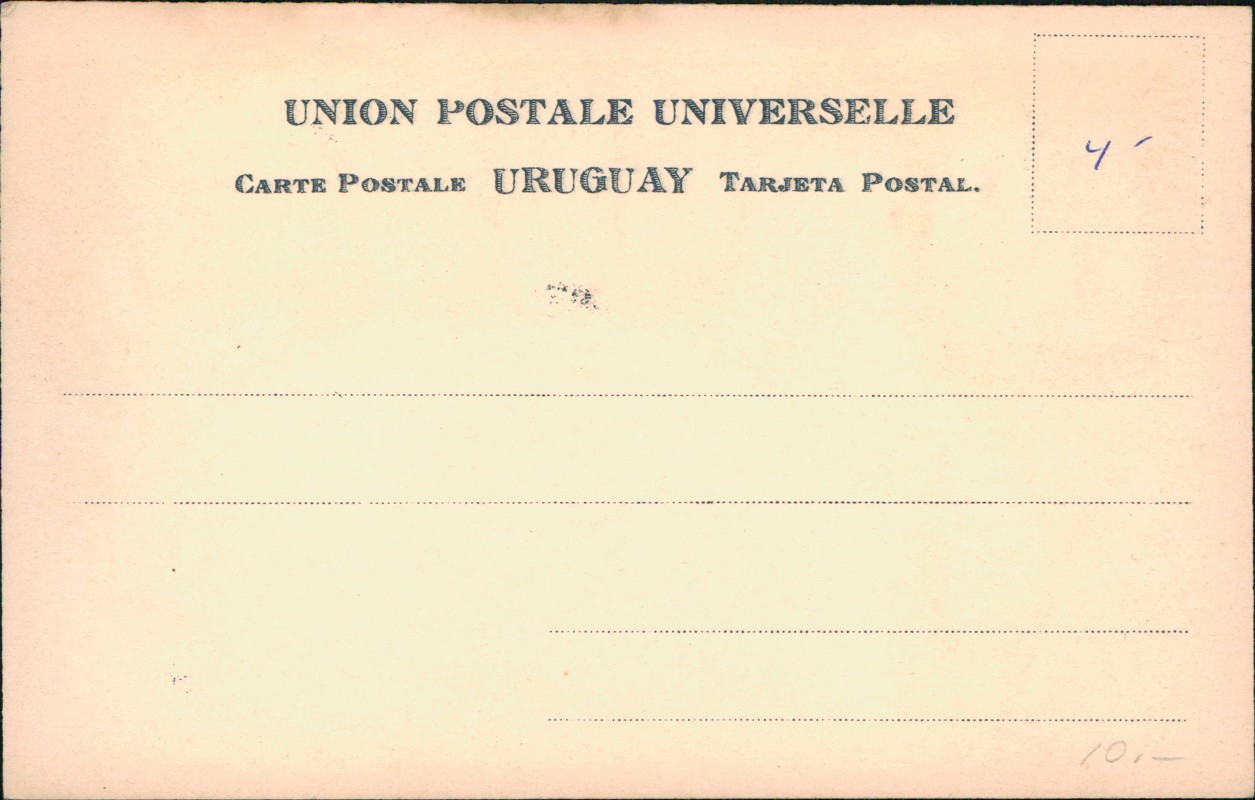 UNION POSTALE UNIVERSELLE
CARTE POSTALE URUGUAY TARJETA POSTAL.
4 -
10.—